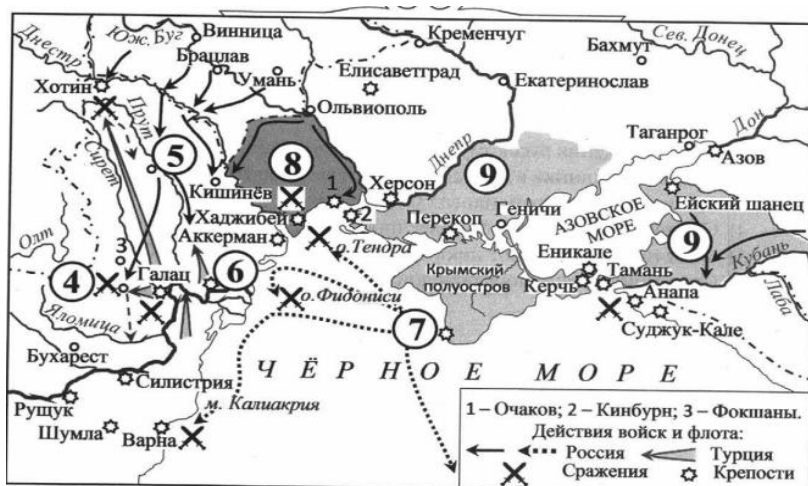 Днестр
Юж. Буг
Винница
Кременчуг
Бахмут
Сев. Донец
Брацлав
Хотин
Умань
Елисаветград
Екатеринослав
Ольвиополь
Прут
Сирет
5
8
Днепр
9
Таганрог
Дон
Азов
Кишинёв
1
Херсон
2
Хаджибей
Перекоп
Геничи
АЗОВСКОЕ
МОРЕ
Ейский шанец
9
Аккерман
о.Тендра
Олт
3
4
Галац
6
Крымский
полуостров
Еникале
Керчь
Тамань
Кубань
Лаба
Анапа
Суджук-Кале
о.Фидониси
7
Яломица
Бухарест
Силистрия
ЧЁРНОЕ МОРЕ
Рущук
м. Калиакрия
Шумла
Варна
1 – Очаков; 2 – Кинбурн; 3 – Фокшаны.
Действия войск и флота:
Россия
Турция
Сражения
Крепости